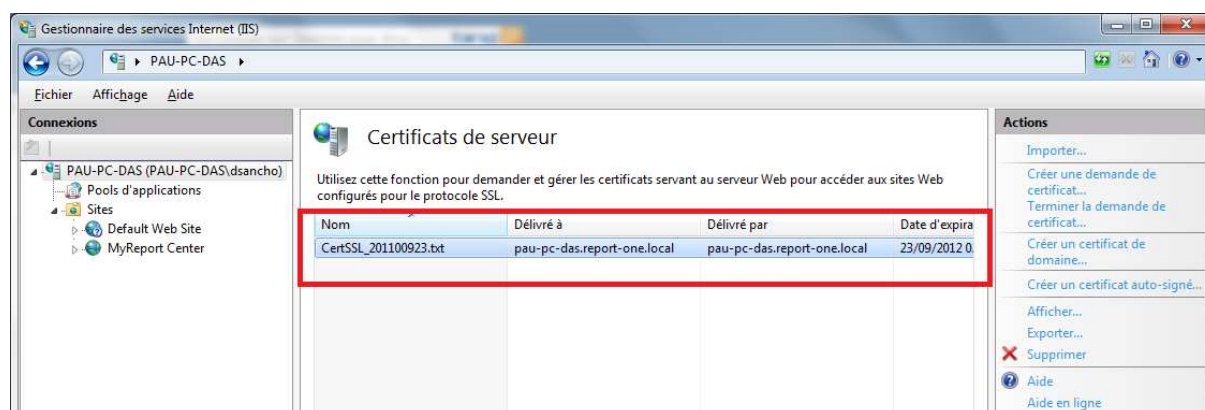 Gestionnaire des services Internet (IIS)
PAU-PC-DAS
Fichier Affichage Aide
Connexions
PAU-PC-DAS (PAU-PC-DAS\dsancho)
Pools d'applications
Sites
Default Web Site
MyReport Center
Certificats de serveur
Utilisez cette fonction pour demander et gérer les certificats servant au serveur Web pour accéder aux sites Web
configurés pour le protocole SSL.
Nom Délivré à Délivré par Date d'expira
CertSSL_201100923.txt pau-pc-das.report-one.local pau-pc-das.report-one.local 23/09/2012 0
Actions
Importer...
Créer une demande de
certificat...
Terminer la demande de
certificat...
Créer un certificat de
domaine...
Créer un certificat auto-signé...
Afficher...
Exporter...
Supprimer
Aide
Aide en ligne